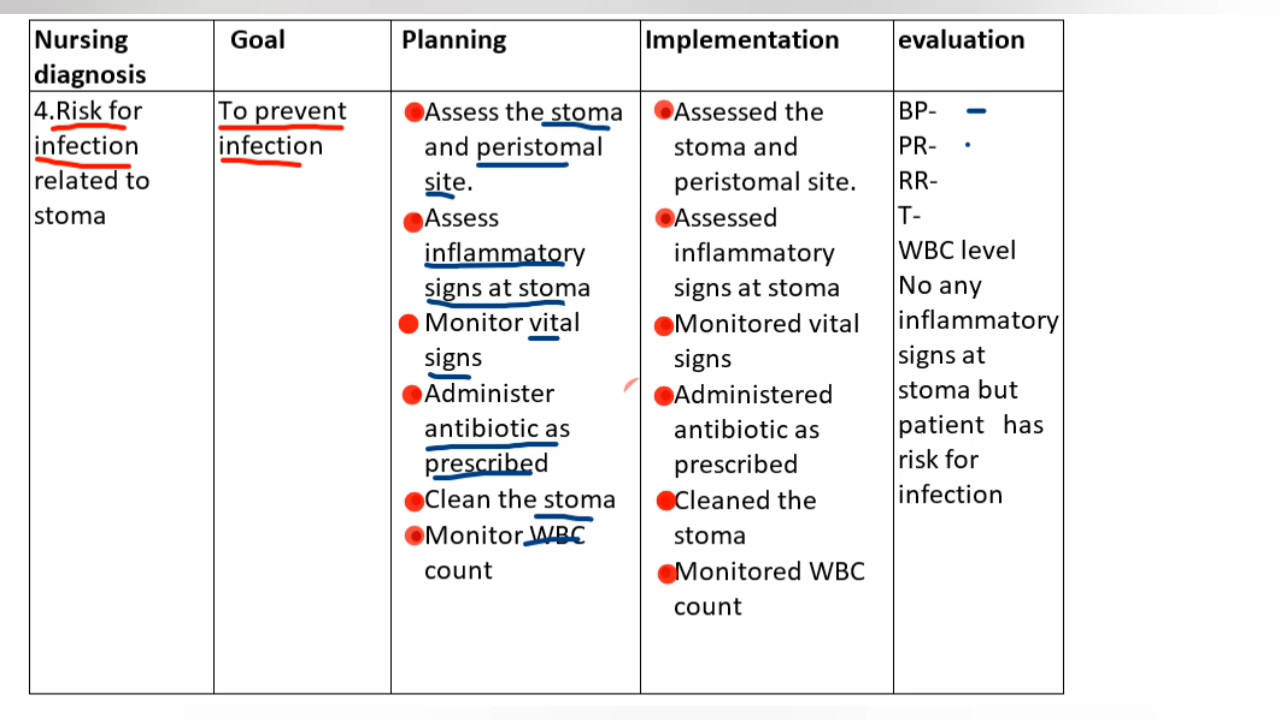 Nursing
diagnosis
Goal
Planning
Implementation
evaluation
4.Risk for
infection
related to
stoma
To prevent
infection
Assess the stoma
and peristomal
site.
Assess
inflammatory
signs at stoma
Monitor vital
signs
Administer
antibiotic as
prescribed
Clean the stoma
Monitor WBC
count
Assessed the
stoma and
peristomal site.
Assessed
inflammatory
signs at stoma
Monitored vital
signs
Administered
antibiotic as
prescribed
Cleaned the
stoma
Monitored WBC
count
BP-
PR-
RR-
T-
WBC level
No any
inflammatory
signs at
stoma but
patient has
risk for
infection